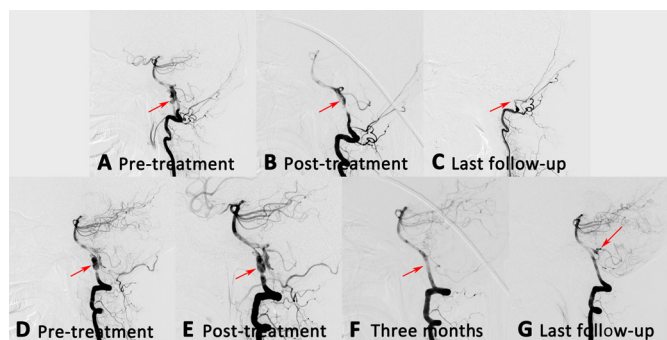 A Pre-treatment
B Post-treatment
C Last follow-up
D Pre-treatment
E Post-treatment
F Three months
G Last follow-up